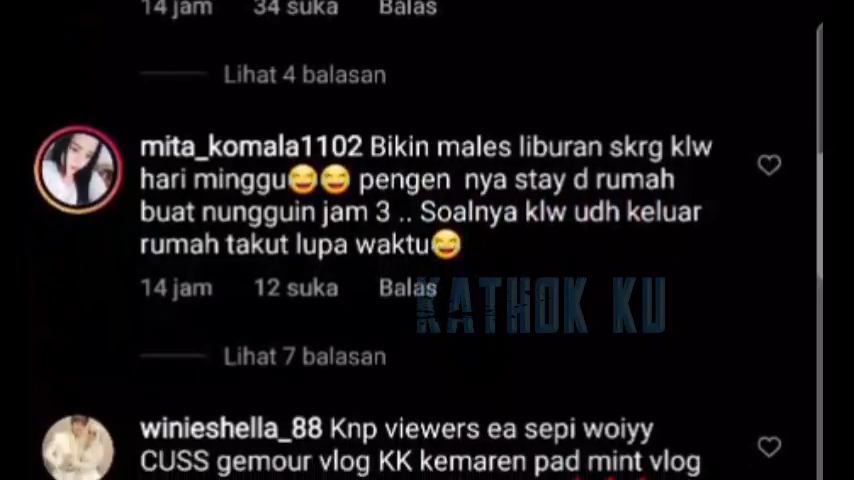 14 jam 34 suka Balas
Lihat 4 balasan
mita_komala1102 Bikin males liburan skrg klw
hari minggu😅😅 pengen nya stay d rumah
buat nungguin jam 3 .. Soalnya klw udh keluar
rumah takut lupa waktu😅
14 jam 12 suka Balas
KATHOK KU
Lihat 7 balasan
winieshella_88 Knp viewers ea sepi woiyy
CUSS gemour vlog KK kemaren pad mint vlog